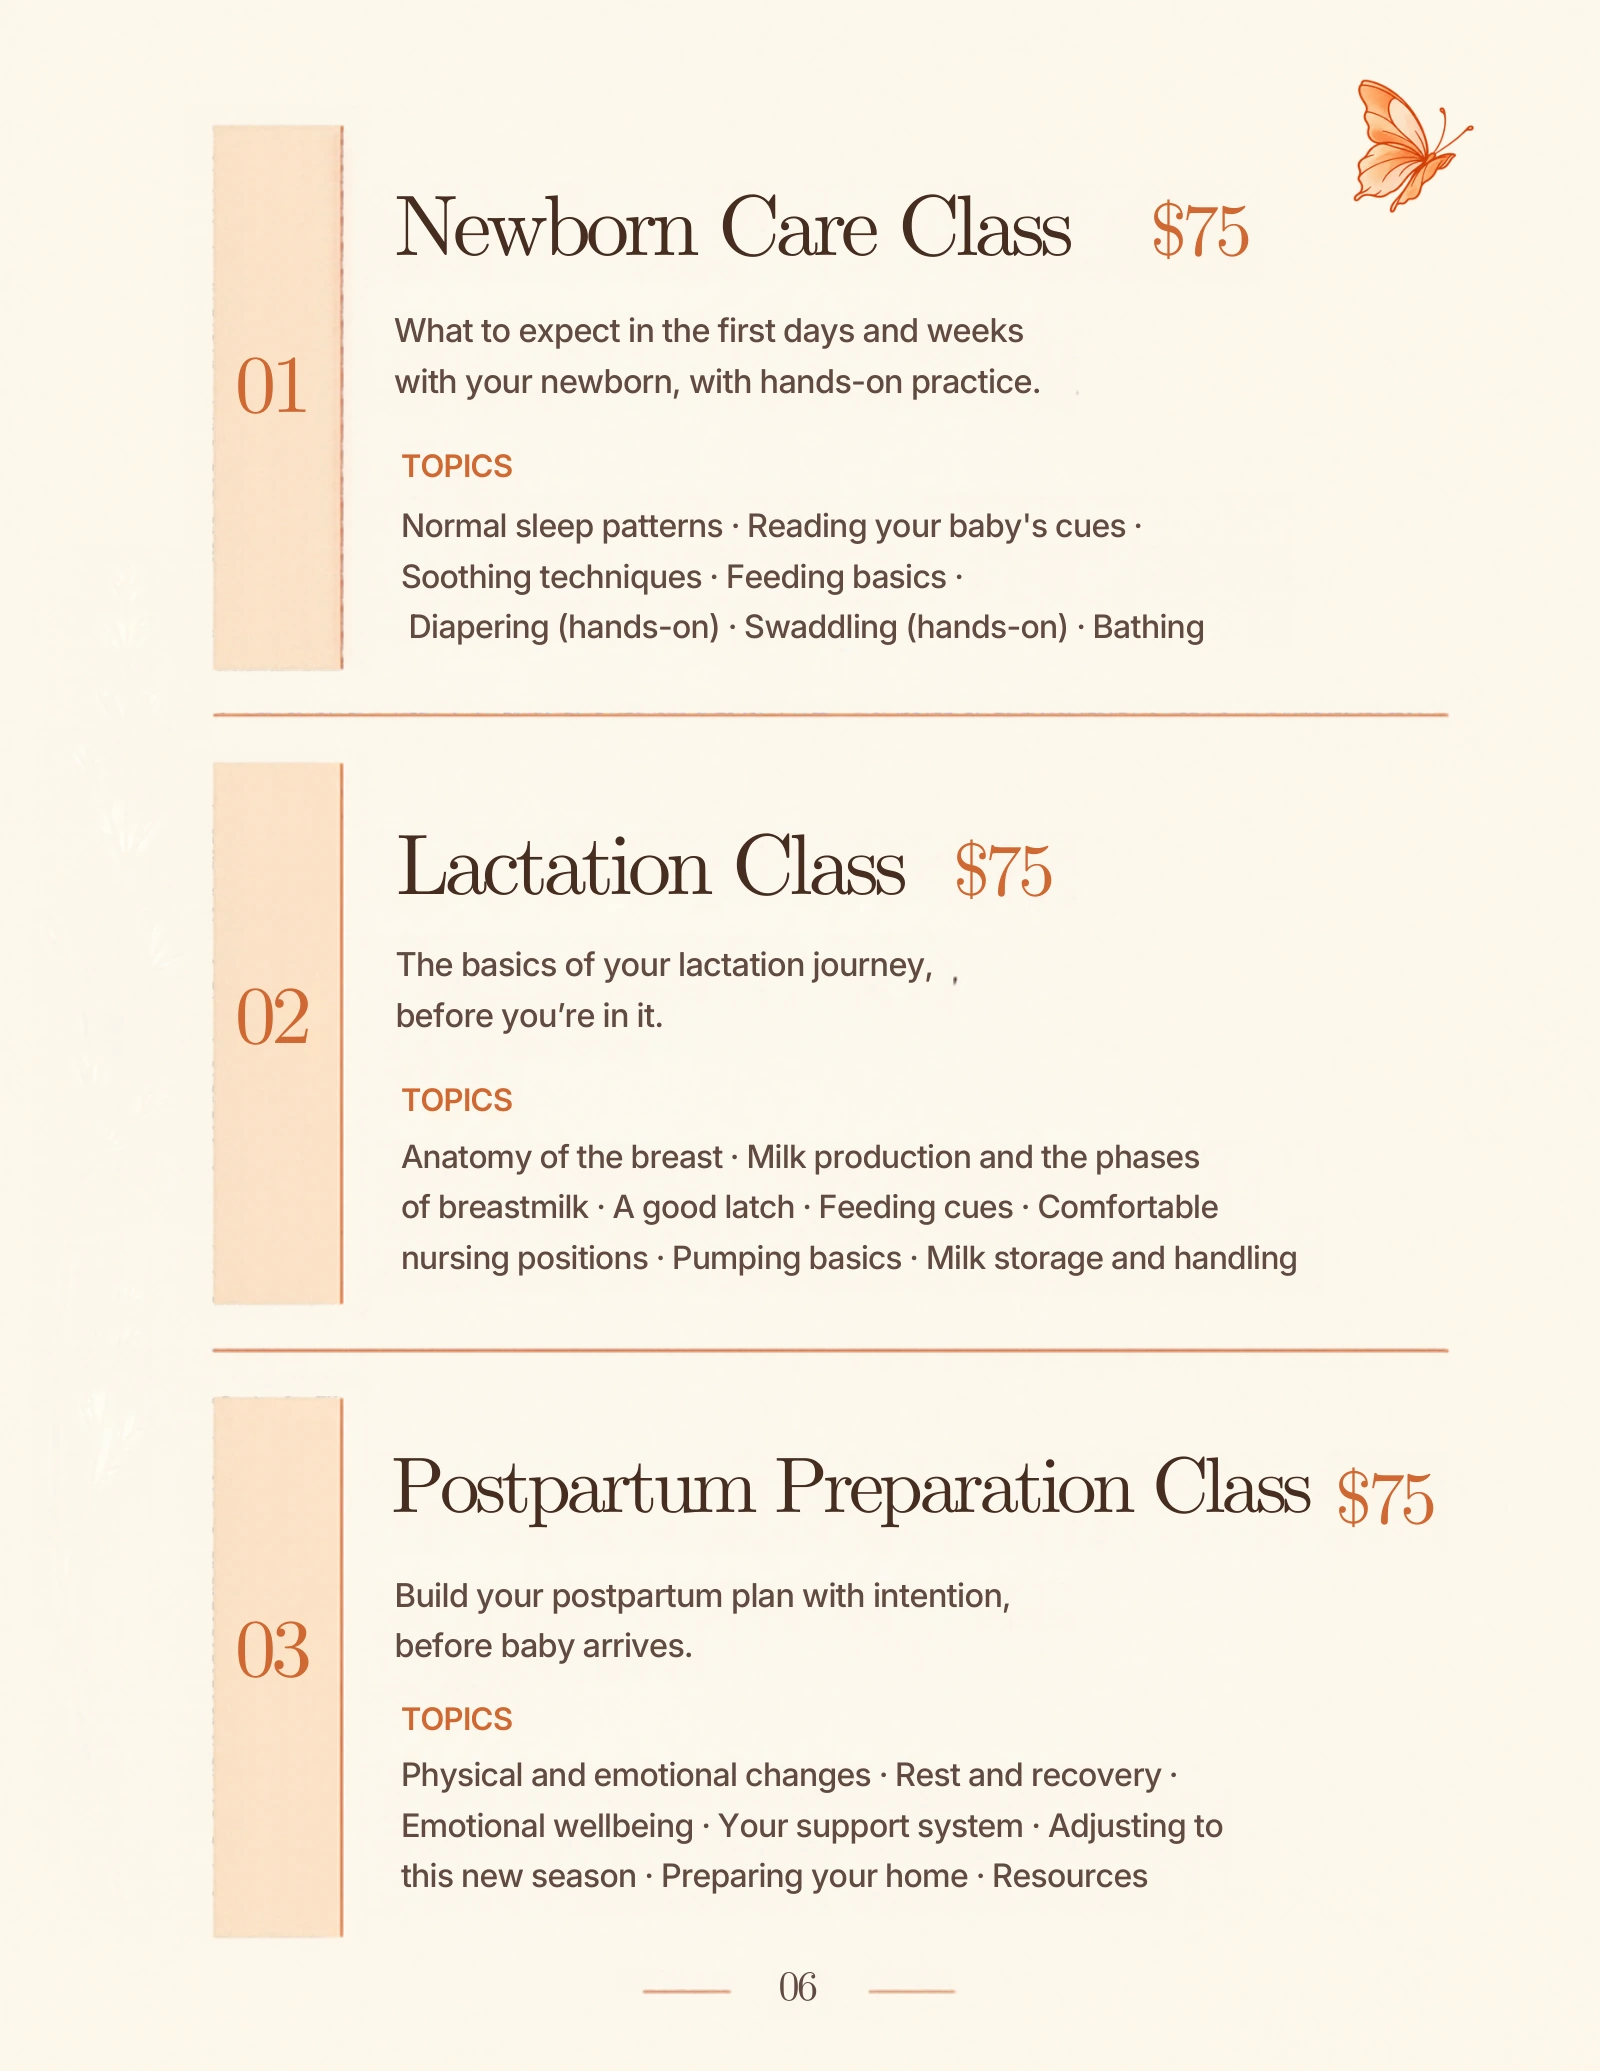 Newborn Care Class $75
What to expect in the first days and weeks
with your newborn, with hands-on practice.
01
TOPICS
Normal sleep patterns · Reading your baby's cues ·
Soothing techniques · Feeding basics ·
Diapering (hands-on) · Swaddling (hands-on) · Bathing
Lactation Class $75
The basics of your lactation journey, ,
before you’re in it.
02
TOPICS
Anatomy of the breast · Milk production and the phases
of breastmilk · A good latch · Feeding cues · Comfortable
nursing positions · Pumping basics · Milk storage and handling
Postpartum Preparation Class $75
Build your postpartum plan with intention,
before baby arrives.
03
TOPICS
Physical and emotional changes · Rest and recovery ·
Emotional wellbeing · Your support system · Adjusting to
this new season · Preparing your home · Resources
06